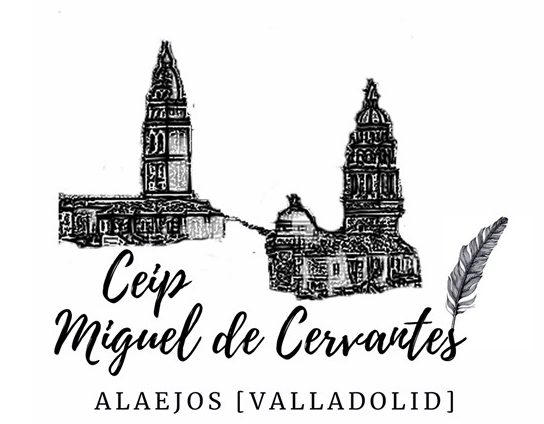 Ceip
Miguel de Cervantes
ALAEJOS [VALLADOLID]